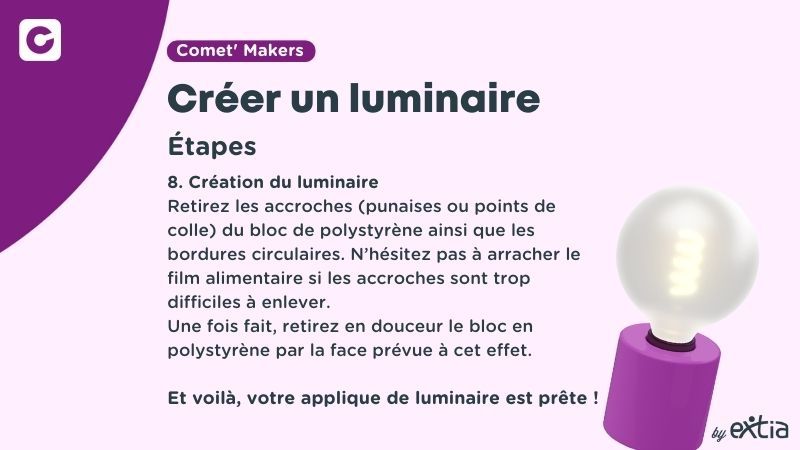 Comet' Makers
Créer un luminaire
Étapes
8. Création du luminaire
Retirez les accroches (punaises ou points de
colle) du bloc de polystyrène ainsi que les
bordures circulaires. N’hésitez pas à arracher le
film alimentaire si les accroches sont trop
difficiles à enlever.
Une fois fait, retirez en douceur le bloc en
polystyrène par la face prévue à cet effet.
Et voilà, votre applique de luminaire est prête !
by extia